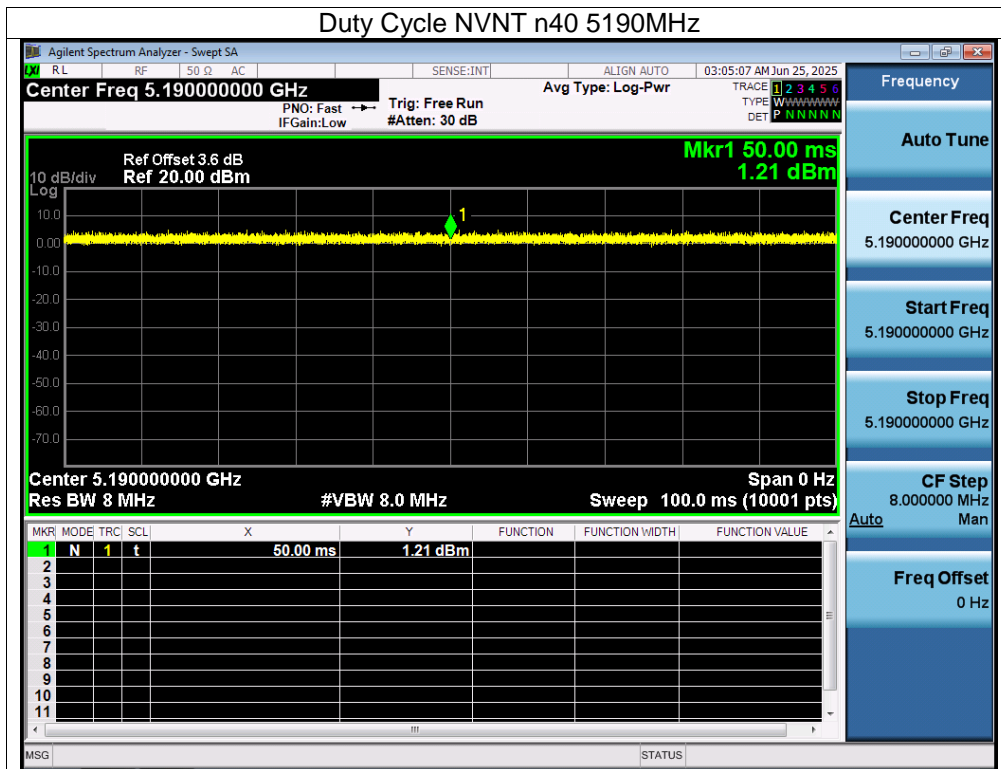 Duty Cycle NVNT n40 5190MHz
Agilent Spectrum Analyzer - Swept SA
LXI RL RF 50 Ω AC SENSE:INT ALIGN AUTO 03:05:07 AM Jun 25, 2025
Center Freq 5.190000000 GHz Avg Type: Log-Pwr TRACE 1 2 3 4 5 6
PNO: Fast Trig: Free Run TYPE WWWWWW
IFGain:Low #Atten: 30 dB DET P N N N N N
Mkr1 50.00 ms
Ref Offset 3.6 dB
10 dB/div Ref 20.00 dBm 1.21 dBm
Log
10.0
1
0.00
-10.0
-20.0
-30.0
-40.0
-50.0
-60.0
-70.0
Center 5.190000000 GHz Span 0 Hz
Res BW 8 MHz #VBW 8.0 MHz Sweep 100.0 ms (10001 pts)
MKR MODE TRC SCL X Y FUNCTION FUNCTION WIDTH FUNCTION VALUE
1 N 1 t 50.00 ms 1.21 dBm
2
3
4
5
6
7
8
9
10
11
MSG STATUS
Frequency
Auto Tune
Center Freq
5.190000000 GHz
Start Freq
5.190000000 GHz
Stop Freq
5.190000000 GHz
CF Step
8.000000 MHz
Auto Man
Freq Offset
0 Hz